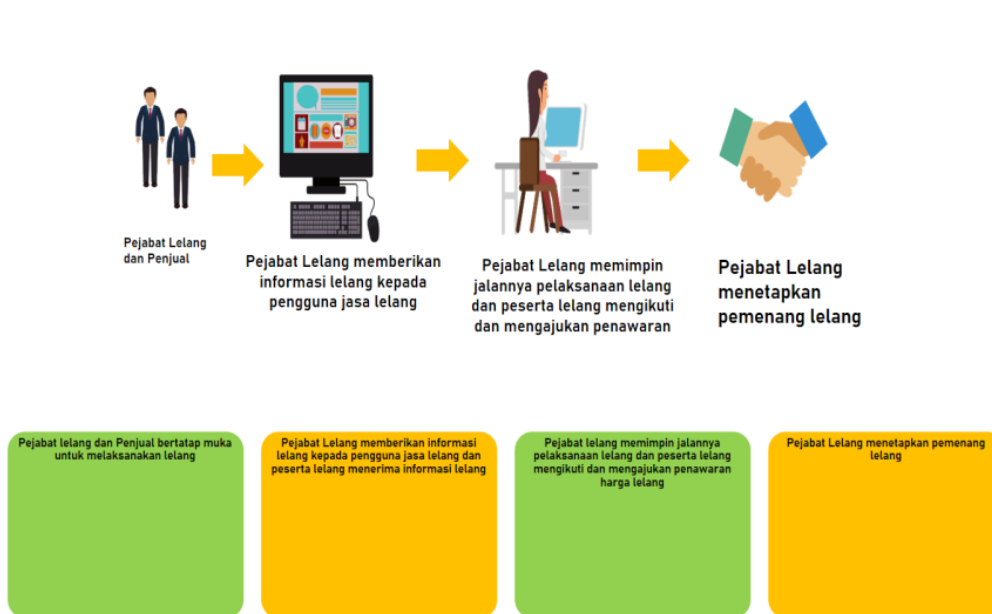 Pejabat Lelang
dan Penjual
Pejabat Lelang memberikan
informasi lelang kepada
pengguna jasa lelang
Pejabat Lelang memimpin
jalannya pelaksanaan lelang
dan peserta lelang mengikuti
dan mengajukan penawaran
Pejabat Lelang
menetapkan
pemenang lelang
Pejabat lelang dan Penjual bertatap muka
untuk melaksanakan lelang
Pejabat Lelang memberikan informasi
lelang kepada pengguna jasa lelang dan
peserta lelang menerima informasi lelang
Pejabat lelang memimpin jalannya
pelaksanaan lelang dan peserta lelang
mengikuti dan mengajukan penawaran
harga lelang
Pejabat Lelang menetapkan pemenang
lelang